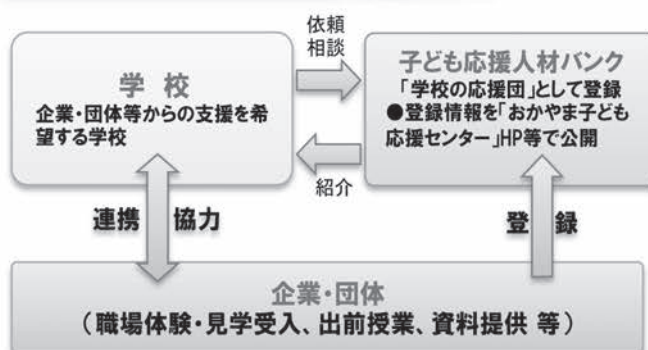 依頼
相談
学 校
企業・団体等からの支援を希
望する学校
子ども応援人材バンク
「学校の応援団」として登録
●登録情報を「おかやま子ども
応援センター」HP等で公開
紹介
連携 協力
登 録
企業・団体
（職場体験・見学受入、出前授業、資料提供 等）